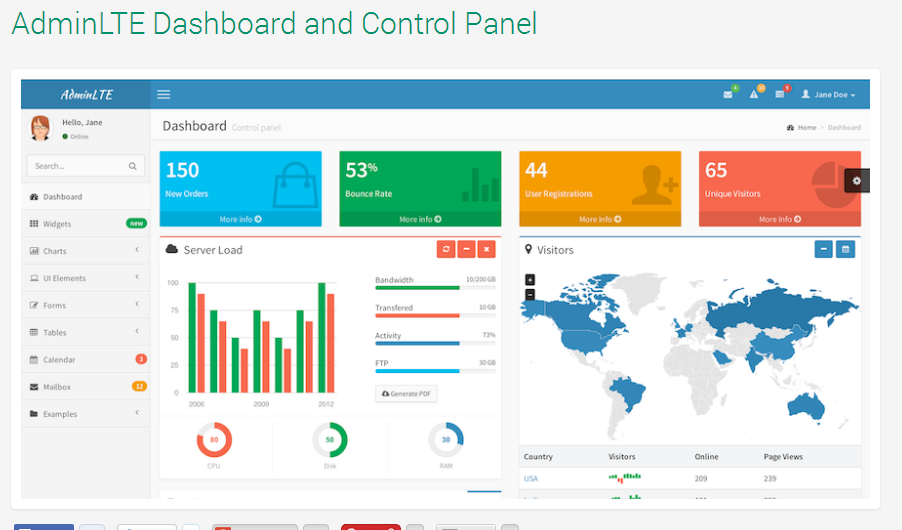 AdminLTE Dashboard and Control Panel
AdminLTE
4
10
9
Jane Doe
Hello, Jane
Online
Dashboard Control panel
Home > Dashboard
Search...
Dashboard
Widgets new
Charts
UI Elements
Forms
Tables
Calendar 3
Mailbox 12
Examples
150
New Orders
More info
53%
Bounce Rate
More info
44
User Registrations
More info
65
Unique Visitors
More info
Server Load
100
75
50
25
0
2006 2009 2012
Bandwidth 10/200 GB
Transfered 10 GB
Activity 73%
FTP 30 GB
Generate PDF
80
CPU
50
Disk
30
RAM
Visitors
+
-
Country Visitors Online Page Views
USA 209 239